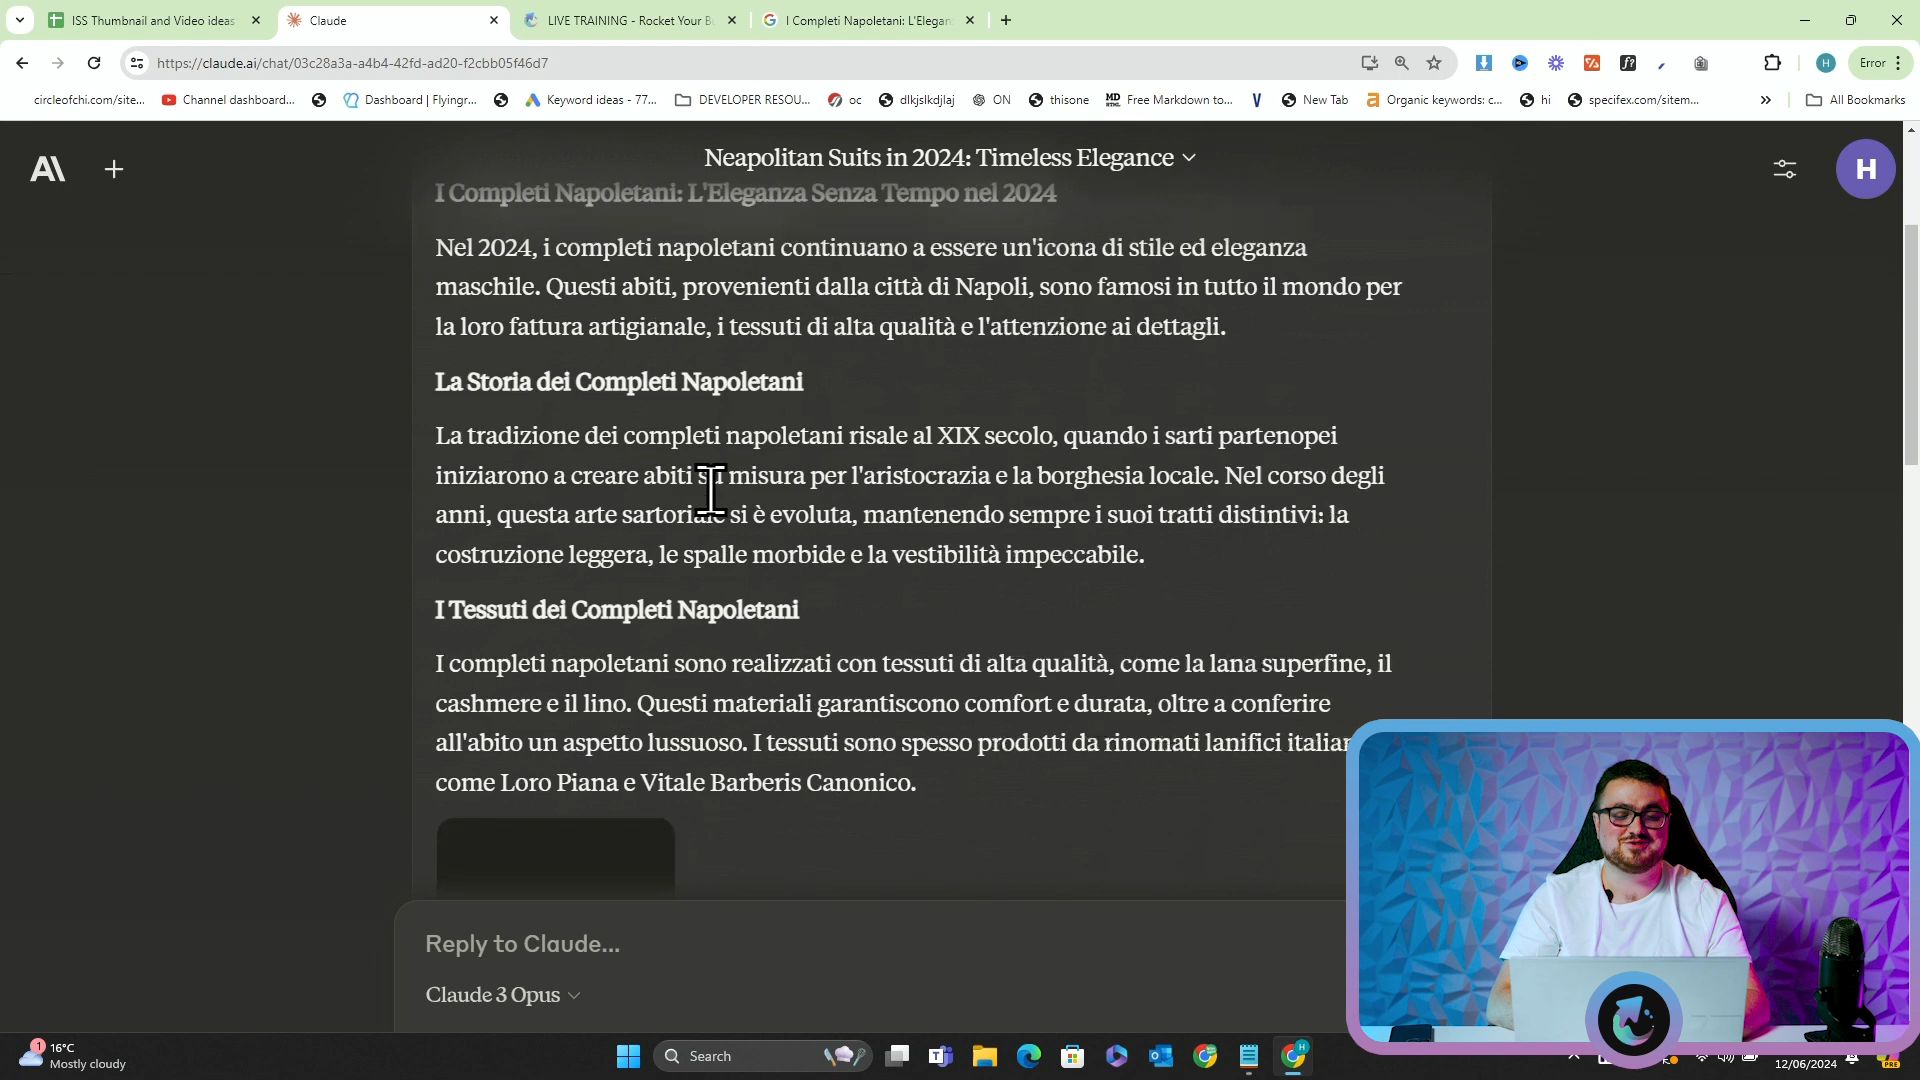 ISS Thumbnail and Video ideas
Claude
LIVE TRAINING - Rocket Your B
I Completi Napoletani: L'Elegan
https://claude.ai/chat/03c28a3a-a4b4-42fd-ad20-f2cbb05f46d7
H
Error
circleofchi.com/site...
Channel dashboard...
Dashboard | Flyingr...
Keyword ideas - 77...
DEVELOPER RESOU...
oc
dlkjslkdjlaj
ON
thisone
Free Markdown to...
New Tab
Organic keywords: c...
hi
specifex.com/sitem...
All Bookmarks
Neapolitan Suits in 2024: Timeless Elegance
H
I Completi Napoletani: L'Eleganza Senza Tempo nel 2024
Nel 2024, i completi napoletani continuano a essere un'icona di stile ed eleganza
maschile. Questi abiti, provenienti dalla città di Napoli, sono famosi in tutto il mondo per
la loro fattura artigianale, i tessuti di alta qualità e l'attenzione ai dettagli.
La Storia dei Completi Napoletani
La tradizione dei completi napoletani risale al XIX secolo, quando i sarti partenopei
iniziarono a creare abiti su misura per l'aristocrazia e la borghesia locale. Nel corso degli
anni, questa arte sartoriale si è evoluta, mantenendo sempre i suoi tratti distintivi: la
costruzione leggera, le spalle morbide e la vestibilità impeccabile.
I Tessuti dei Completi Napoletani
I completi napoletani sono realizzati con tessuti di alta qualità, come la lana superfine, il
cashmere e il lino. Questi materiali garantiscono comfort e durata, oltre a conferire
all'abito un aspetto lussuoso. I tessuti sono spesso prodotti da rinomati lanifici italian
come Loro Piana e Vitale Barberis Canonico.
Reply to Claude...
Claude 3 Opus
1
16°C
Mostly cloudy
Search
12/06/2024